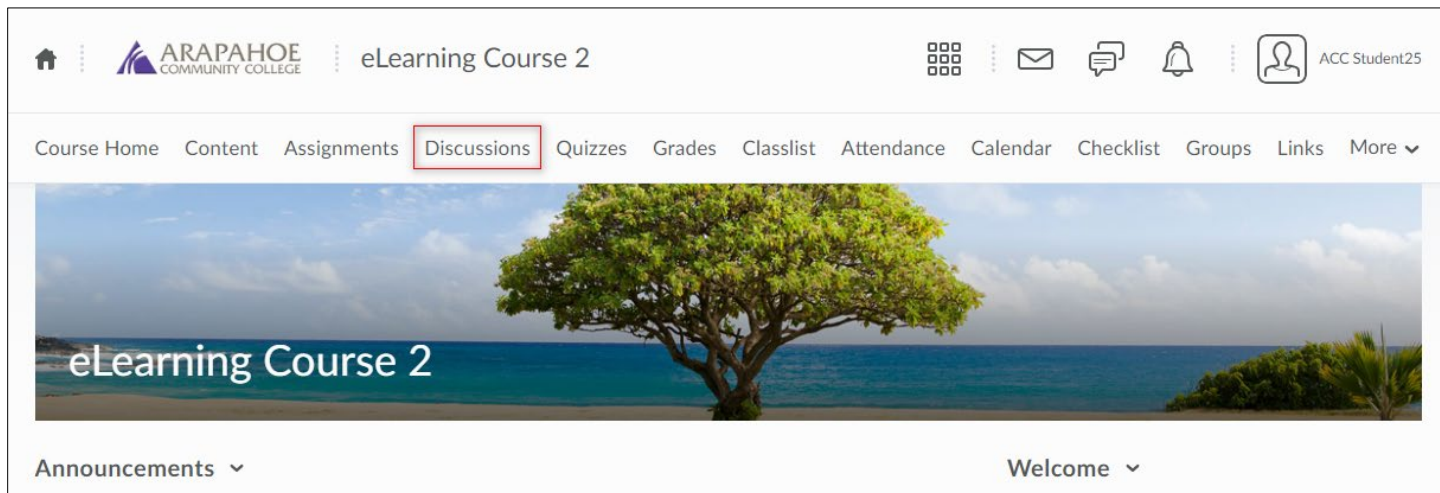 ARAPAHOE
COMMUNITY COLLEGE
eLearning Course 2
ACC Student25
Course Home Content Assignments Discussions Quizzes Grades Classlist Attendance Calendar Checklist Groups Links More
eLearning Course 2
Announcements
Welcome